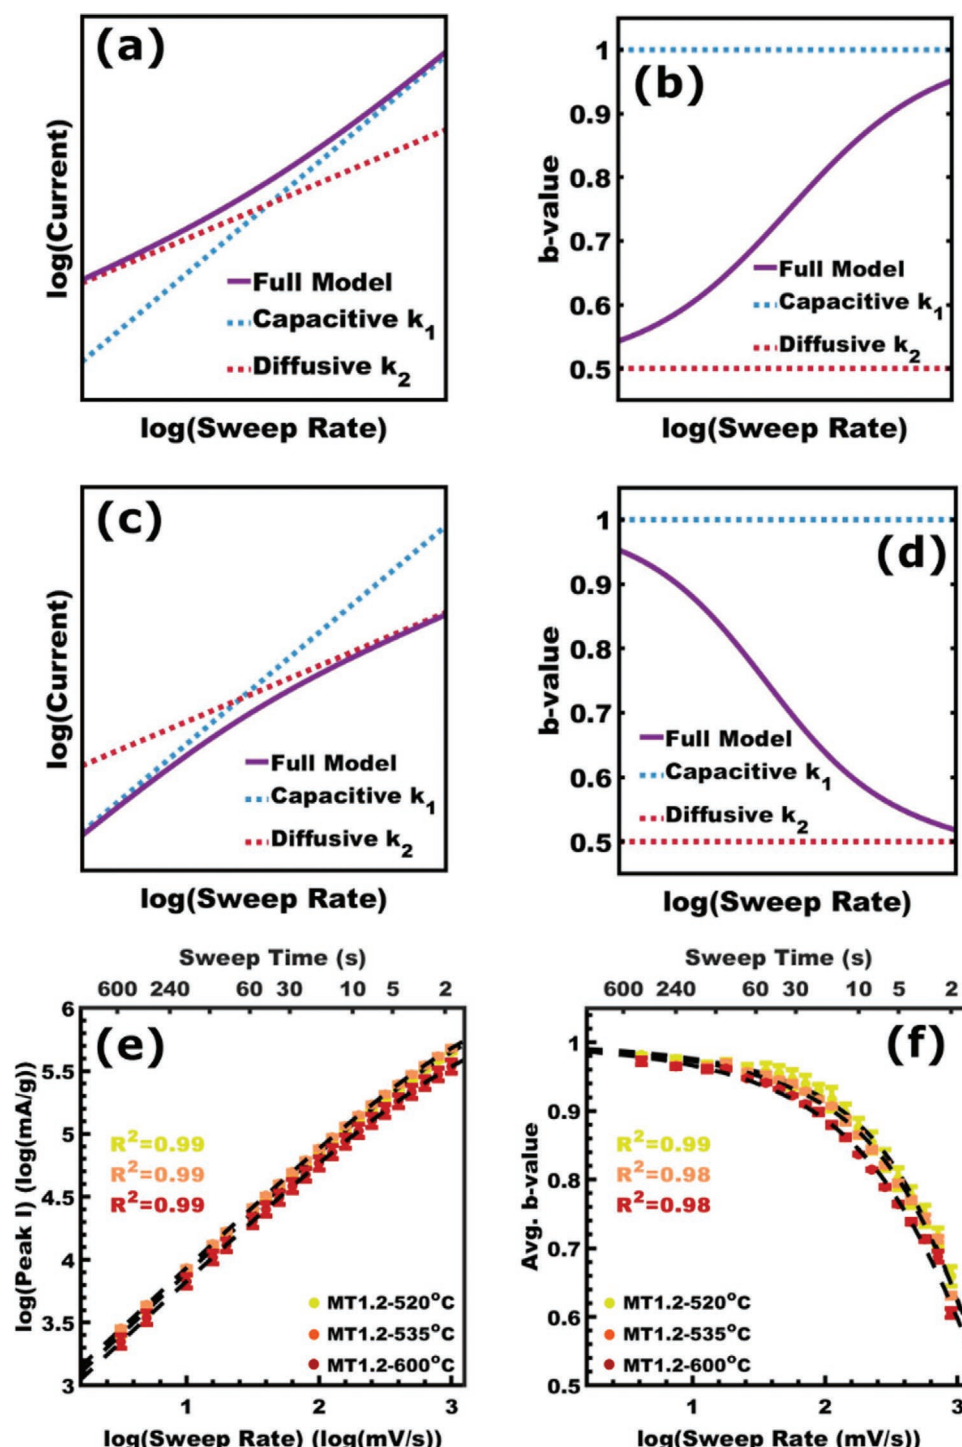 (a)
log(Current)
Full Model
Capacitive k1
Diffusive k2
log(Sweep Rate)
(b)
b-value
1
0.9
0.8
0.7
0.6
0.5
Full Model
Capacitive k1
Diffusive k2
log(Sweep Rate)
(c)
log(Current)
Full Model
Capacitive k1
Diffusive k2
log(Sweep Rate)
(d)
b-value
1
0.9
0.8
0.7
0.6
0.5
Full Model
Capacitive k1
Diffusive k2
log(Sweep Rate)
Sweep Time (s)
600 240 60 30 10 5 2
(e)
log(Peak I) (log(mA/g))
6
5.5
5
4.5
4
3.5
3
R2=0.99
R2=0.99
R2=0.99
MT1.2-520°C
MT1.2-535°C
MT1.2-600°C
1 2 3
log(Sweep Rate) (log(mV/s))
Sweep Time (s)
600 240 60 30 10 5 2
(f)
Avg. b-value
1
0.9
0.8
0.7
0.6
0.5
R2=0.99
R2=0.98
R2=0.98
MT1.2-520°C
MT1.2-535°C
MT1.2-600°C
1 2 3
log(Sweep Rate (mV/s))